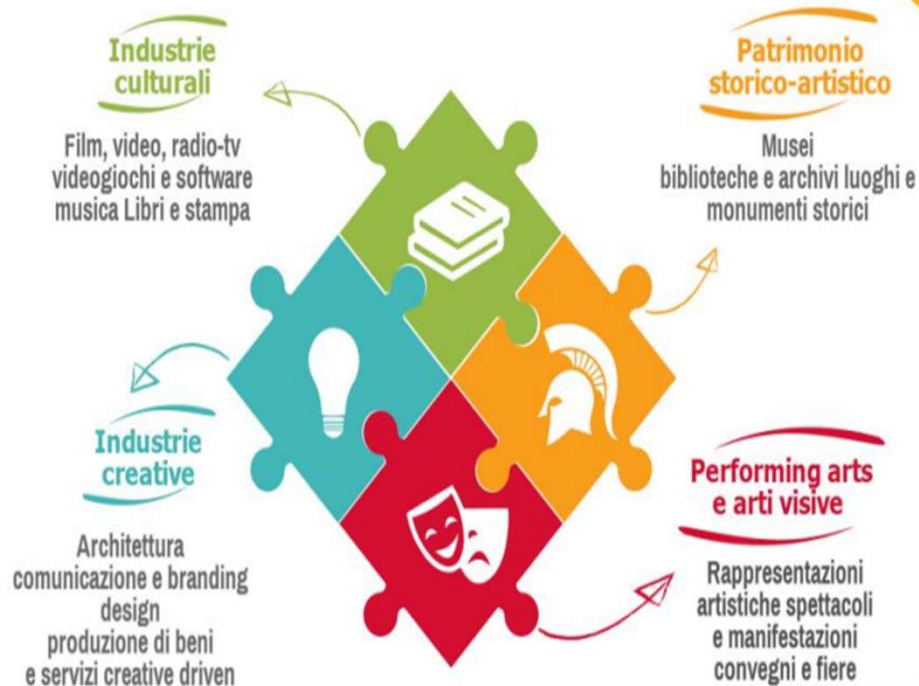 Industrie
culturali
Film, video, radio-tv
videogiochi e software
musica Libri e stampa
Patrimonio
storico-artistico
Musei
biblioteche e archivi luoghi e
monumenti storici
Industrie
creative
Architettura
comunicazione e branding
design
produzione di beni
e servizi creative driven
Performing arts
e arti visive
Rappresentazioni
artistiche spettacoli
e manifestazioni
convegni e fiere